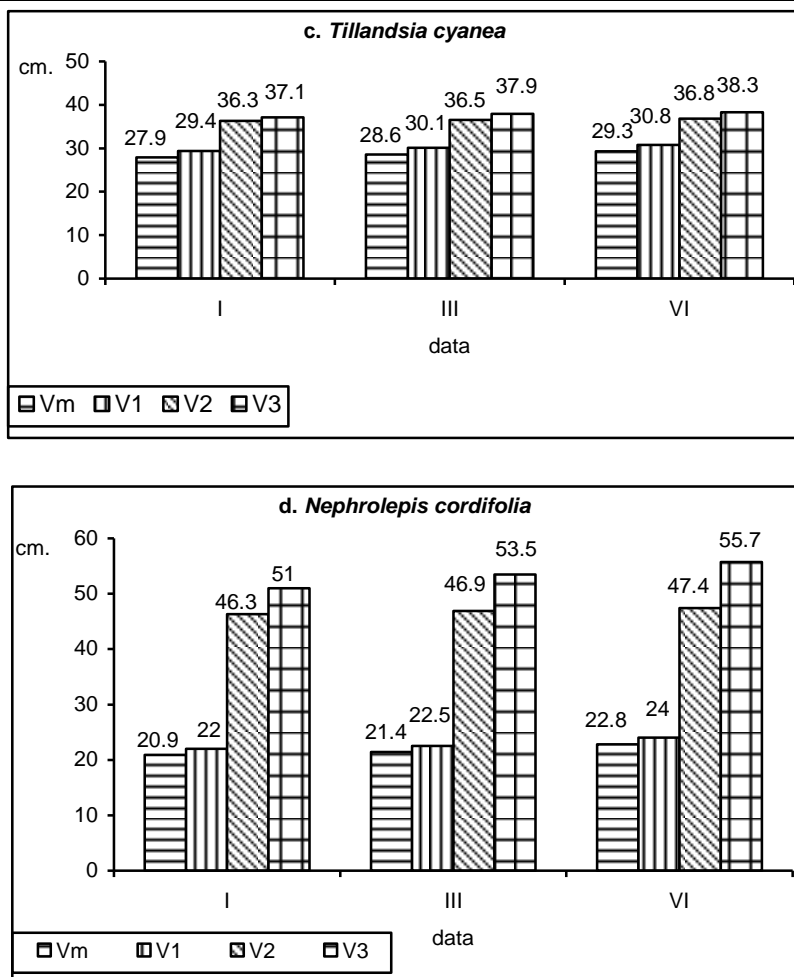 c. Tillandsia cyanea
cm.
50
40
30
20
10
0
27.9 29.4 36.3 37.1
28.6 30.1 36.5 37.9
29.3 30.8 36.8 38.3
I III VI
data
Vm V1 V2 V3
d. Nephrolepis cordifolia
cm.
60
50
40
30
20
10
0
20.9 22 46.3 51
21.4 22.5 46.9 53.5
22.8 24 47.4 55.7
I III VI
data
Vm V1 V2 V3